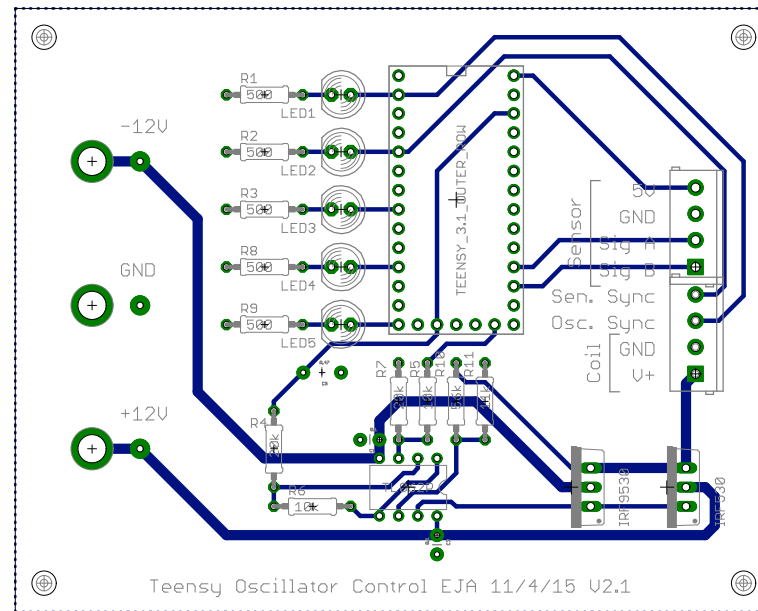 R1
500
LED1
-12V
R2
500
LED2
R3
500
LED3
GND
R8
500
LED4
R9
500
LED5
TEENSY_3.1_OUTER_ROW
Sensor
5V
GND
Sig A
Sig B
Sen. Sync
Osc. Sync
Coil
GND
V+
R7
R5
R10
R11
+12V
R4
R6
10k
IRF9530
IRF530
Teensy Oscillator Control EJA 11/4/15 V2.1